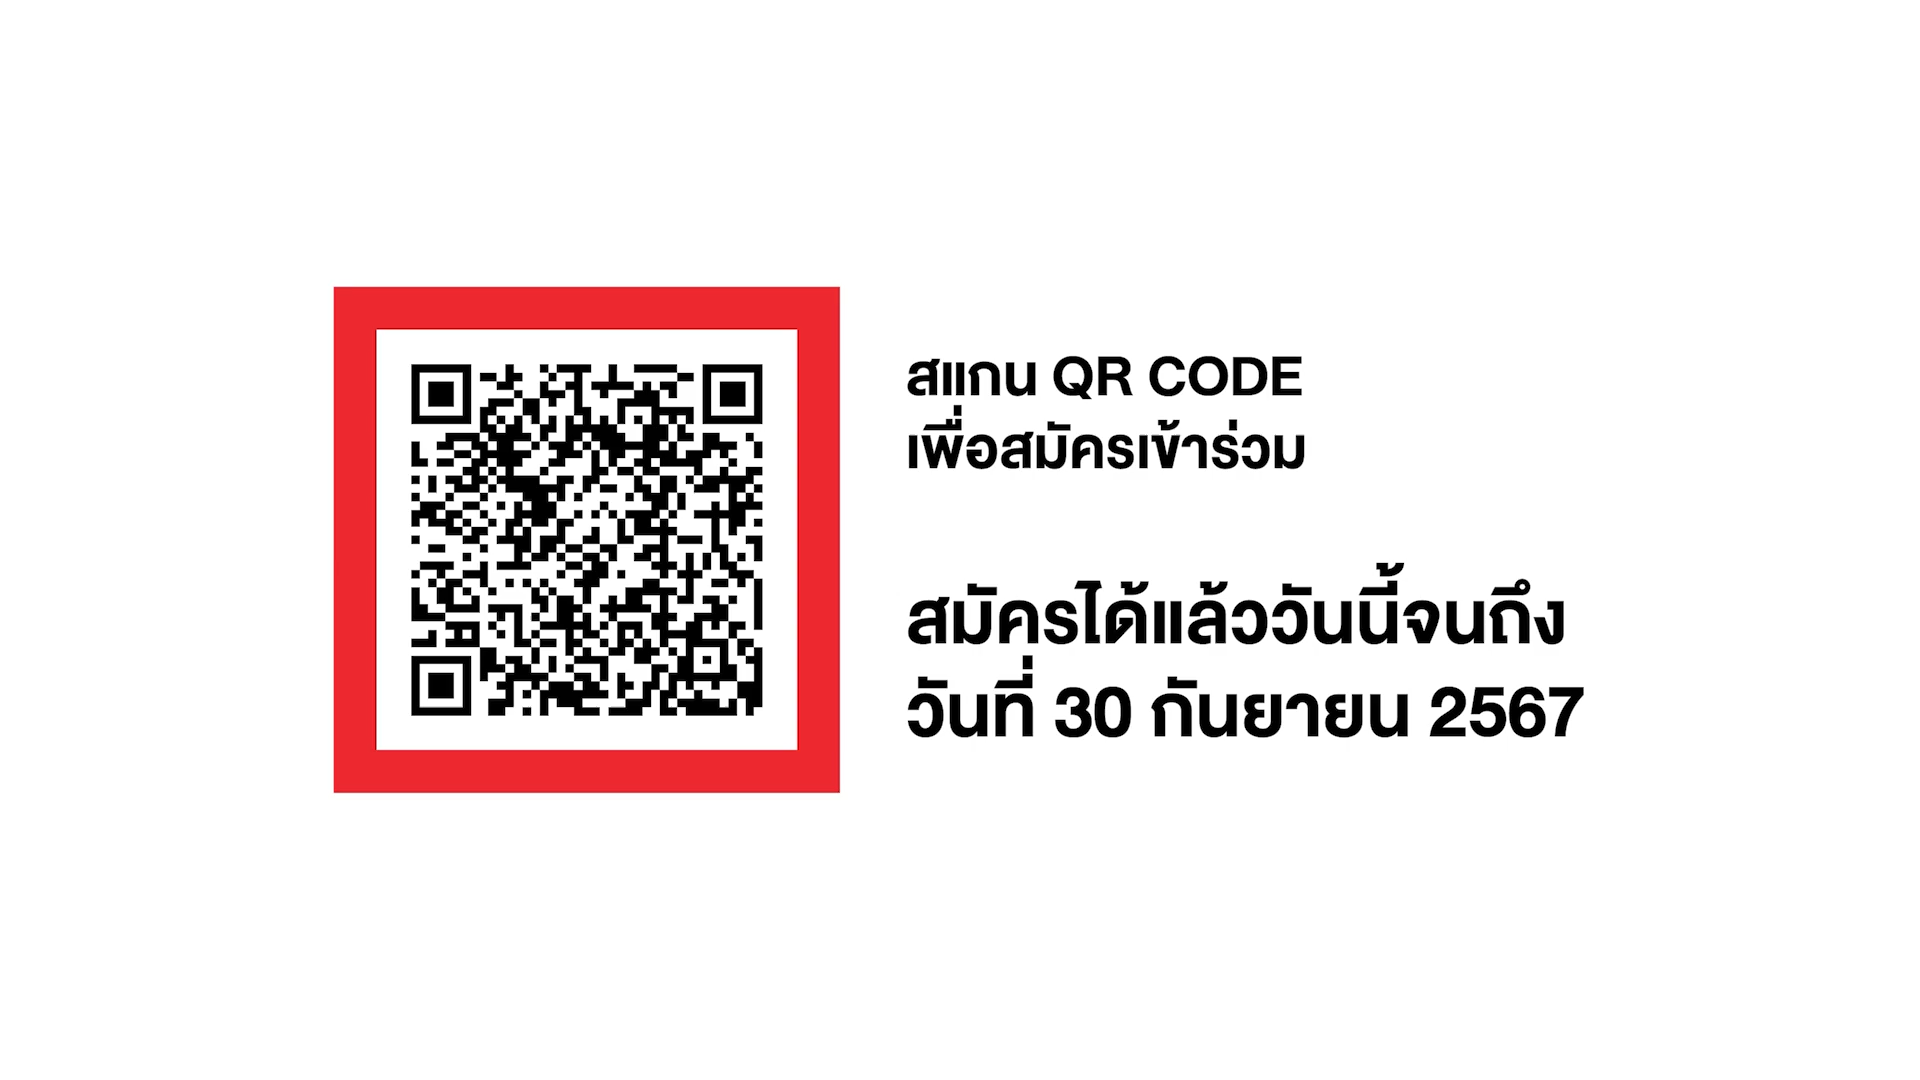 สแกน QR CODE
เพื่อสมัครเข้าร่วม
สมัครได้แล้ววันนี้จนถึง
วันที่ 30 กันยายน 2567